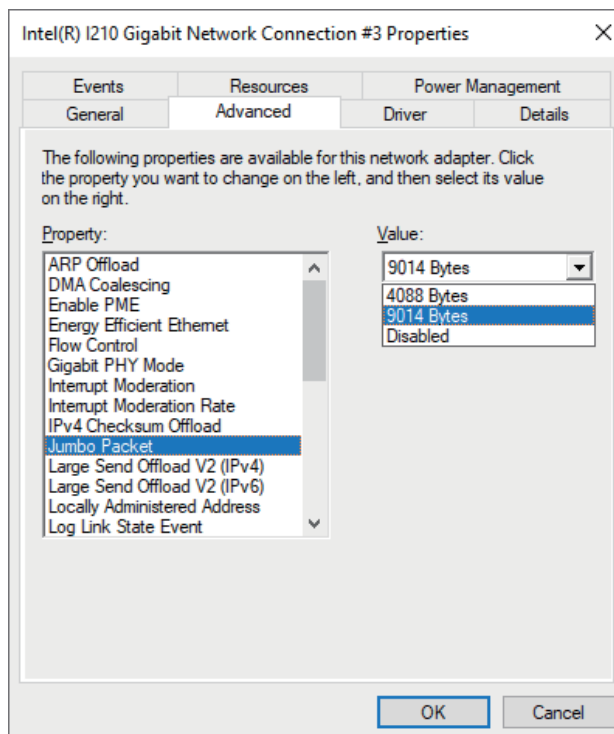 Intel(R) I210 Gigabit Network Connection #3 Properties
Events
Resources
Power Management
General
Advanced
Driver
Details
The following properties are available for this network adapter. Click
the property you want to change on the left, and then select its value
on the right.
Property:
ARP Offload
DMA Coalescing
Enable PME
Energy Efficient Ethernet
Flow Control
Gigabit PHY Mode
Interrupt Moderation
Interrupt Moderation Rate
IPv4 Checksum Offload
Jumbo Packet
Large Send Offload V2 (IPv4)
Large Send Offload V2 (IPv6)
Locally Administered Address
Log Link State Event
Value:
9014 Bytes
4088 Bytes
9014 Bytes
Disabled
OK
Cancel